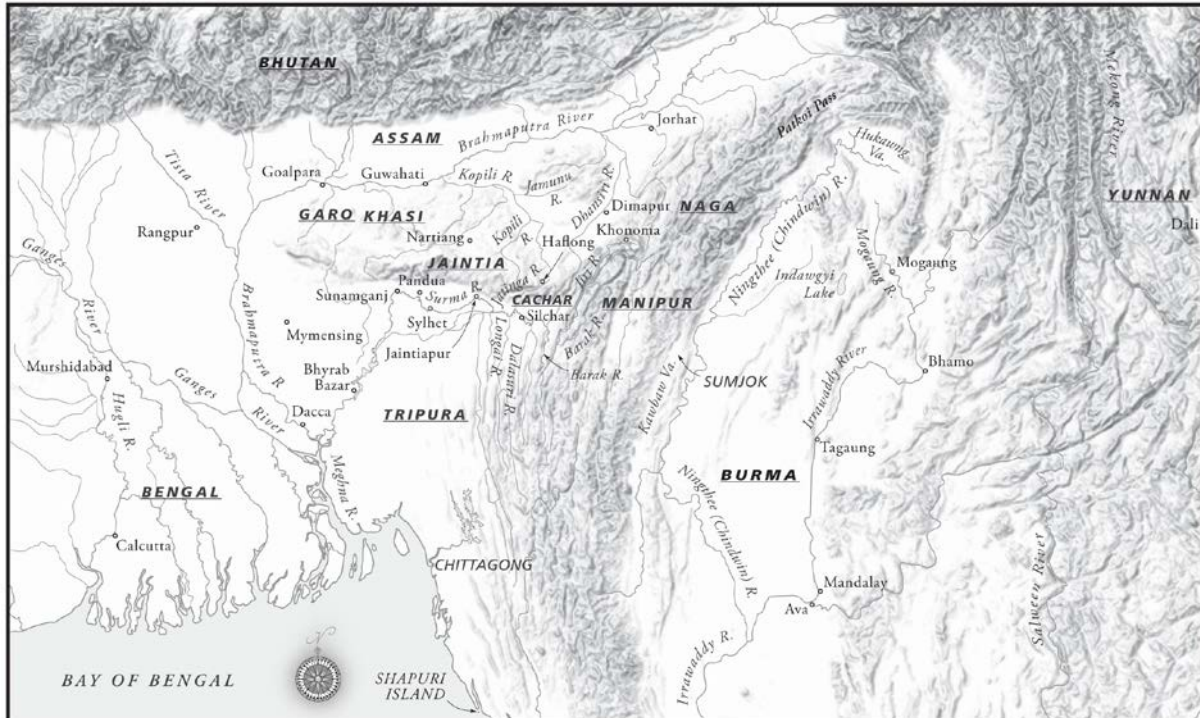 BHUTAN
Mekong River
ASSAM
Brahmaputra River
Jorhat
Patkoi Pass
Hukawng
Va.
Tista River
Goalpara
Guwahati
Kopili R.
Jamunu
R.
Dhansiri R.
Dimapur
NAGA
Ningthee (Chindwin) R.
YUNNAN
Dali
GARO KHASI
Rangpur
Nartiang
Kopili
R.
Haflong
Khonoma
Mogaung R.
Mogaung
Ganges
River
JAINTIA
Jatinga R.
Jiri R.
Indawgyi
Lake
Sunamganj
Pandua
Surma R.
CACHAR
MANIPUR
Brahmaputra R.
Mymensing
Sylhet
Silchar
Jaintiapur
Longai R.
Dalasuri R.
Barak R.
Barak R.
Murshidabad
Bhyrab
Bazar
Ganges
River
Kawbaw Va.
SUMJOK
Irrawaddy River
Bhamo
Hugli R.
Dacca
TRIPURA
Tagaung
Meghna R.
BENGAL
Ningthee (Chindwin) R.
BURMA
Calcutta
CHITTAGONG
Salween River
Mandalay
Ava
Irrawaddy R.
BAY OF BENGAL
SHAPURI
ISLAND